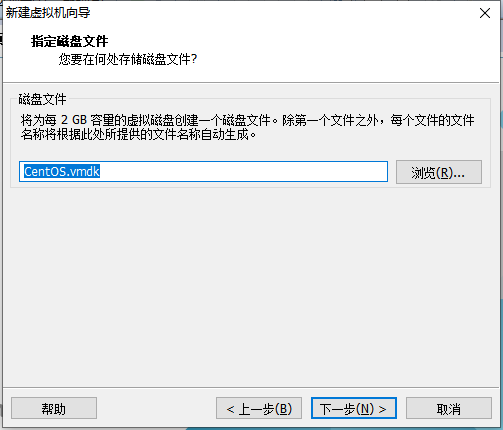 新建虚拟机向导
指定磁盘文件
您要在何处存储磁盘文件?
磁盘文件
将为每 2 GB 容量的虚拟磁盘创建一个磁盘文件。除第一个文件之外，每个文件的文件
名称将根据此处所提供的文件名称自动生成。
CentOS.vmdk
浏览(R)...
帮助
< 上一步(B)
下一步(N) >
取消